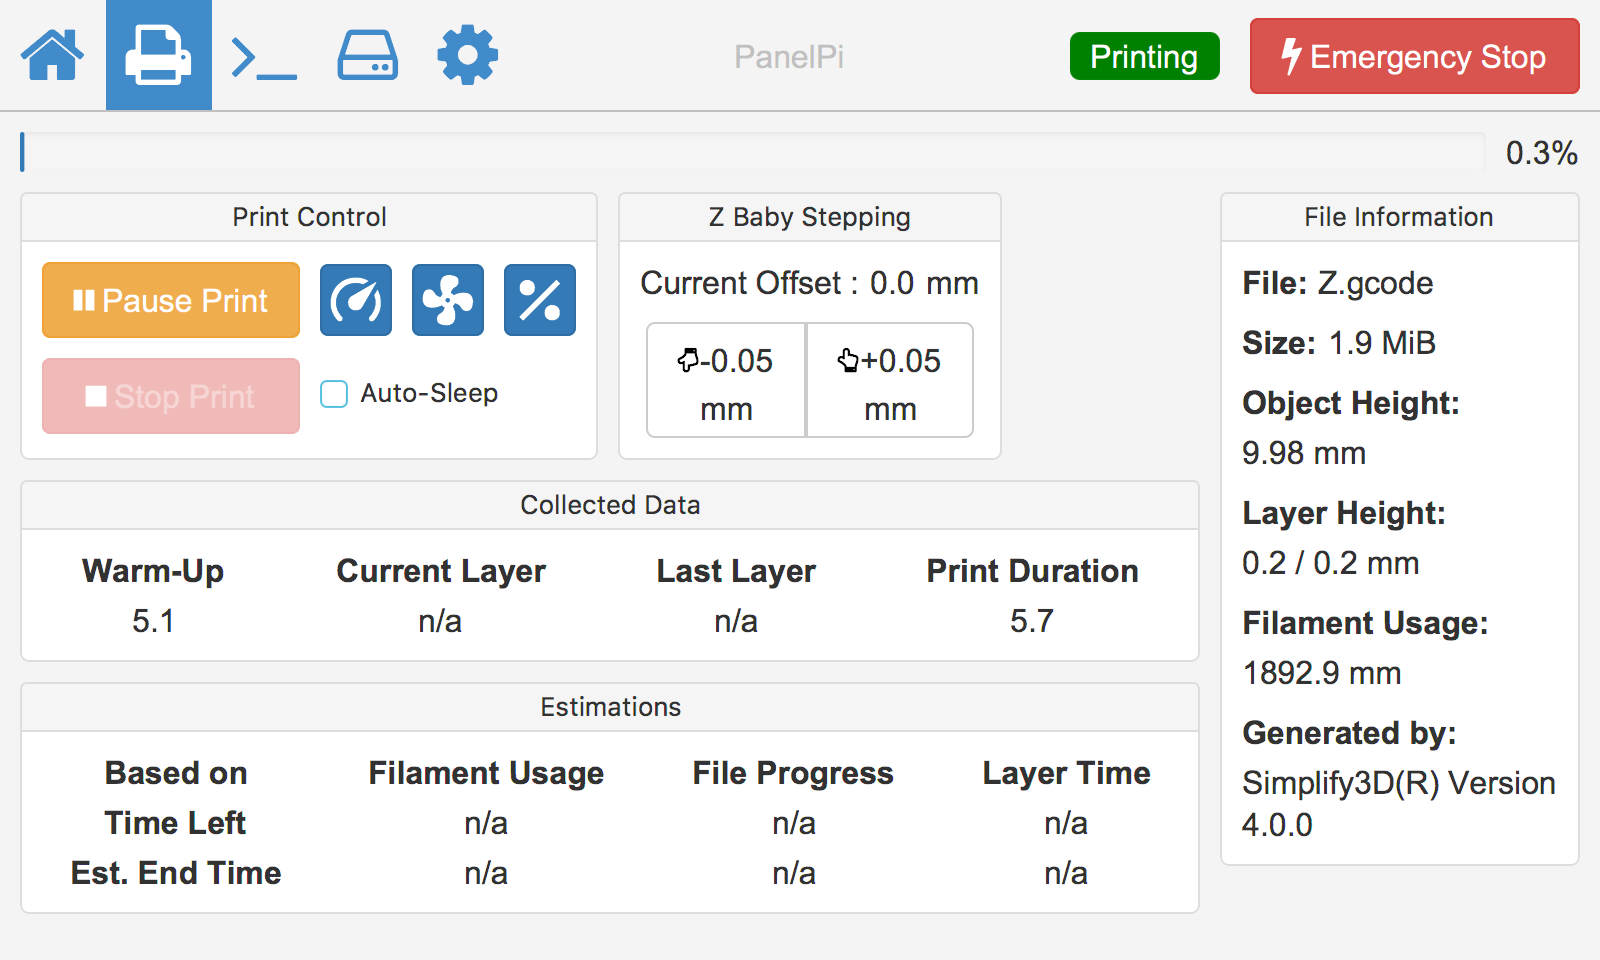 PanelPi
Printing
Emergency Stop
0.3%
Print Control
Pause Print
Stop Print
Auto-Sleep
Z Baby Stepping
Current Offset : 0.0 mm
-0.05 mm
+0.05 mm
File Information
File: Z.gcode
Size: 1.9 MiB
Object Height:
9.98 mm
Layer Height:
0.2 / 0.2 mm
Filament Usage:
1892.9 mm
Generated by:
Simplify3D(R) Version
4.0.0
Collected Data
Warm-Up Current Layer Last Layer Print Duration
5.1 n/a n/a 5.7
Estimations
Based on Filament Usage File Progress Layer Time
Time Left n/a n/a n/a
Est. End Time n/a n/a n/a